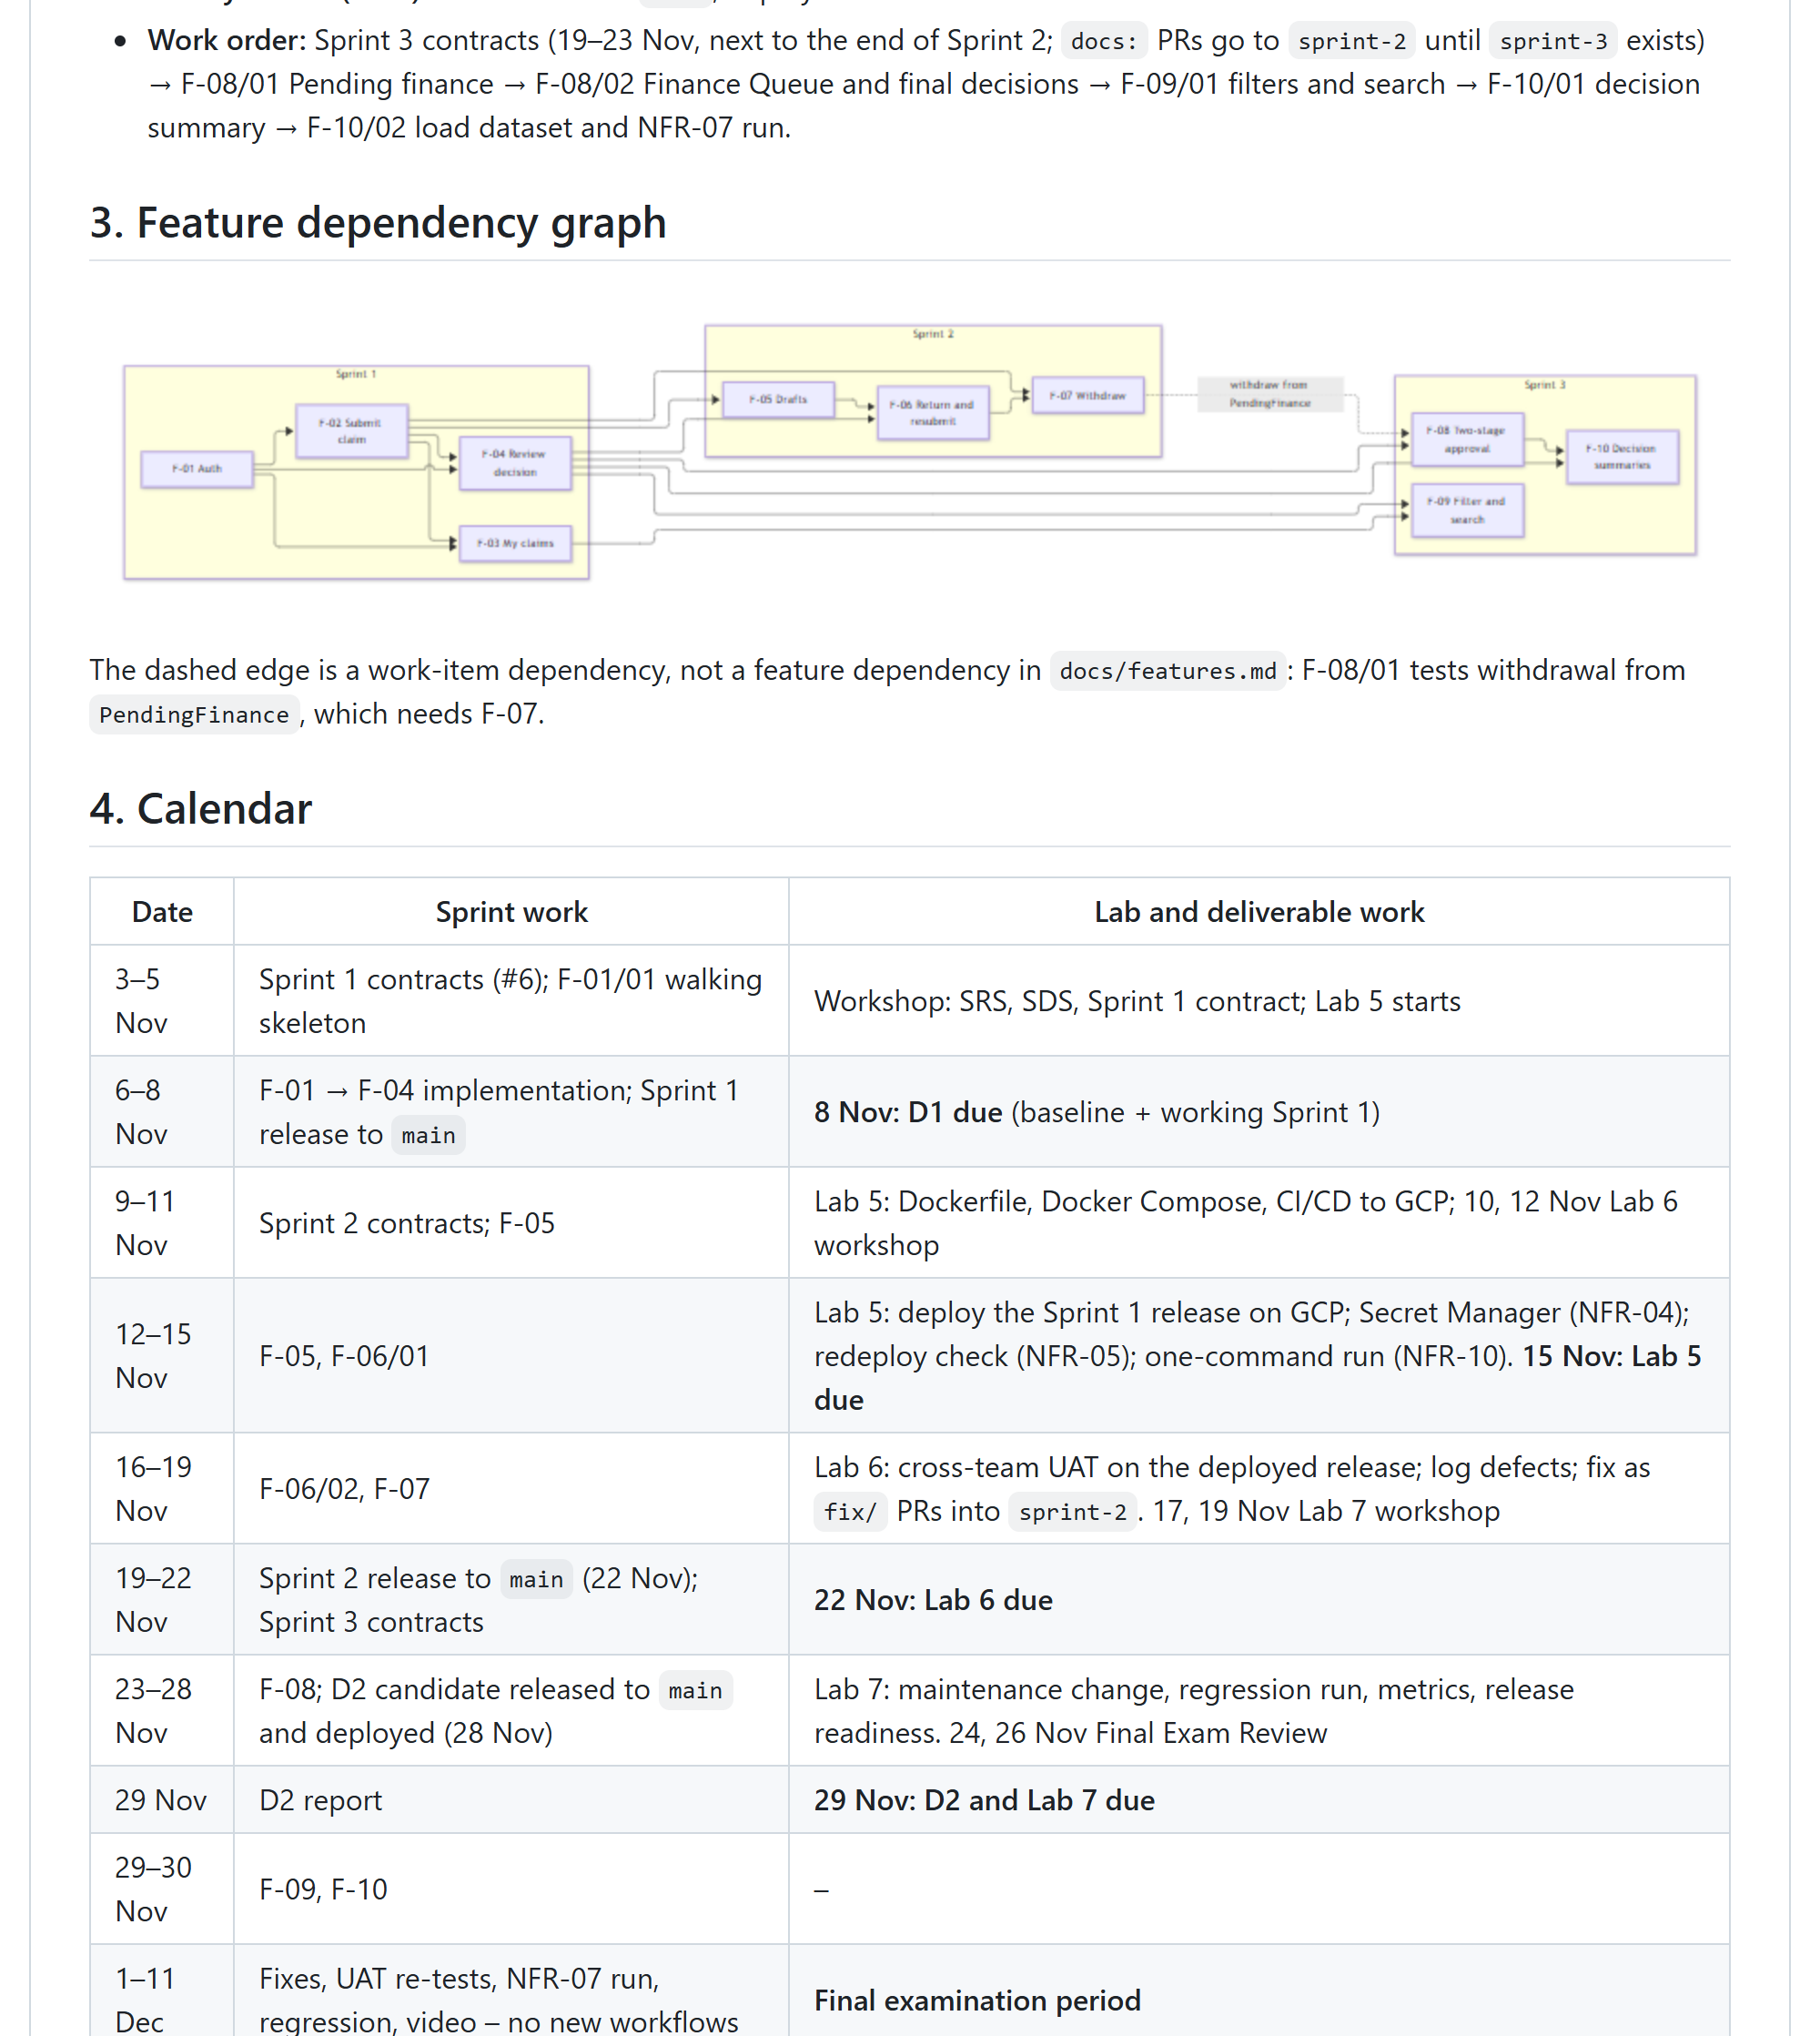 Work order: Sprint 3 contracts (19–23 Nov, next to the end of Sprint 2; docs: PRs go to sprint-2 until sprint-3 exists)
→ F-08/01 Pending finance → F-08/02 Finance Queue and final decisions → F-09/01 filters and search → F-10/01 decision
summary → F-10/02 load dataset and NFR-07 run.
3. Feature dependency graph
Sprint 1
F-01 Auth
F-02 Submit
claim
F-04 Review
decision
F-03 My claims
Sprint 2
F-05 Drafts
F-06 Return and
resubmit
F-07 Withdraw
withdraw from
PendingFinance
Sprint 3
F-08 Two-stage
approval
F-10 Decision
summaries
F-09 Filter and
search
The dashed edge is a work-item dependency, not a feature dependency in docs/features.md: F-08/01 tests withdrawal from
PendingFinance, which needs F-07.
4. Calendar
Date
Sprint work
Lab and deliverable work
3–5
Nov
Sprint 1 contracts (#6); F-01/01 walking
skeleton
Workshop: SRS, SDS, Sprint 1 contract; Lab 5 starts
6–8
Nov
F-01 → F-04 implementation; Sprint 1
release to main
8 Nov: D1 due (baseline + working Sprint 1)
9–11
Nov
Sprint 2 contracts; F-05
Lab 5: Dockerfile, Docker Compose, CI/CD to GCP; 10, 12 Nov Lab 6
workshop
12–15
Nov
F-05, F-06/01
Lab 5: deploy the Sprint 1 release on GCP; Secret Manager (NFR-04);
redeploy check (NFR-05); one-command run (NFR-10). 15 Nov: Lab 5
due
16–19
Nov
F-06/02, F-07
Lab 6: cross-team UAT on the deployed release; log defects; fix as
fix/ PRs into sprint-2. 17, 19 Nov Lab 7 workshop
19–22
Nov
Sprint 2 release to main (22 Nov);
Sprint 3 contracts
22 Nov: Lab 6 due
23–28
Nov
F-08; D2 candidate released to main
and deployed (28 Nov)
Lab 7: maintenance change, regression run, metrics, release
readiness. 24, 26 Nov Final Exam Review
29 Nov
D2 report
29 Nov: D2 and Lab 7 due
29–30
Nov
F-09, F-10
–
1–11
Dec
Fixes, UAT re-tests, NFR-07 run,
regression, video – no new workflows
Final examination period